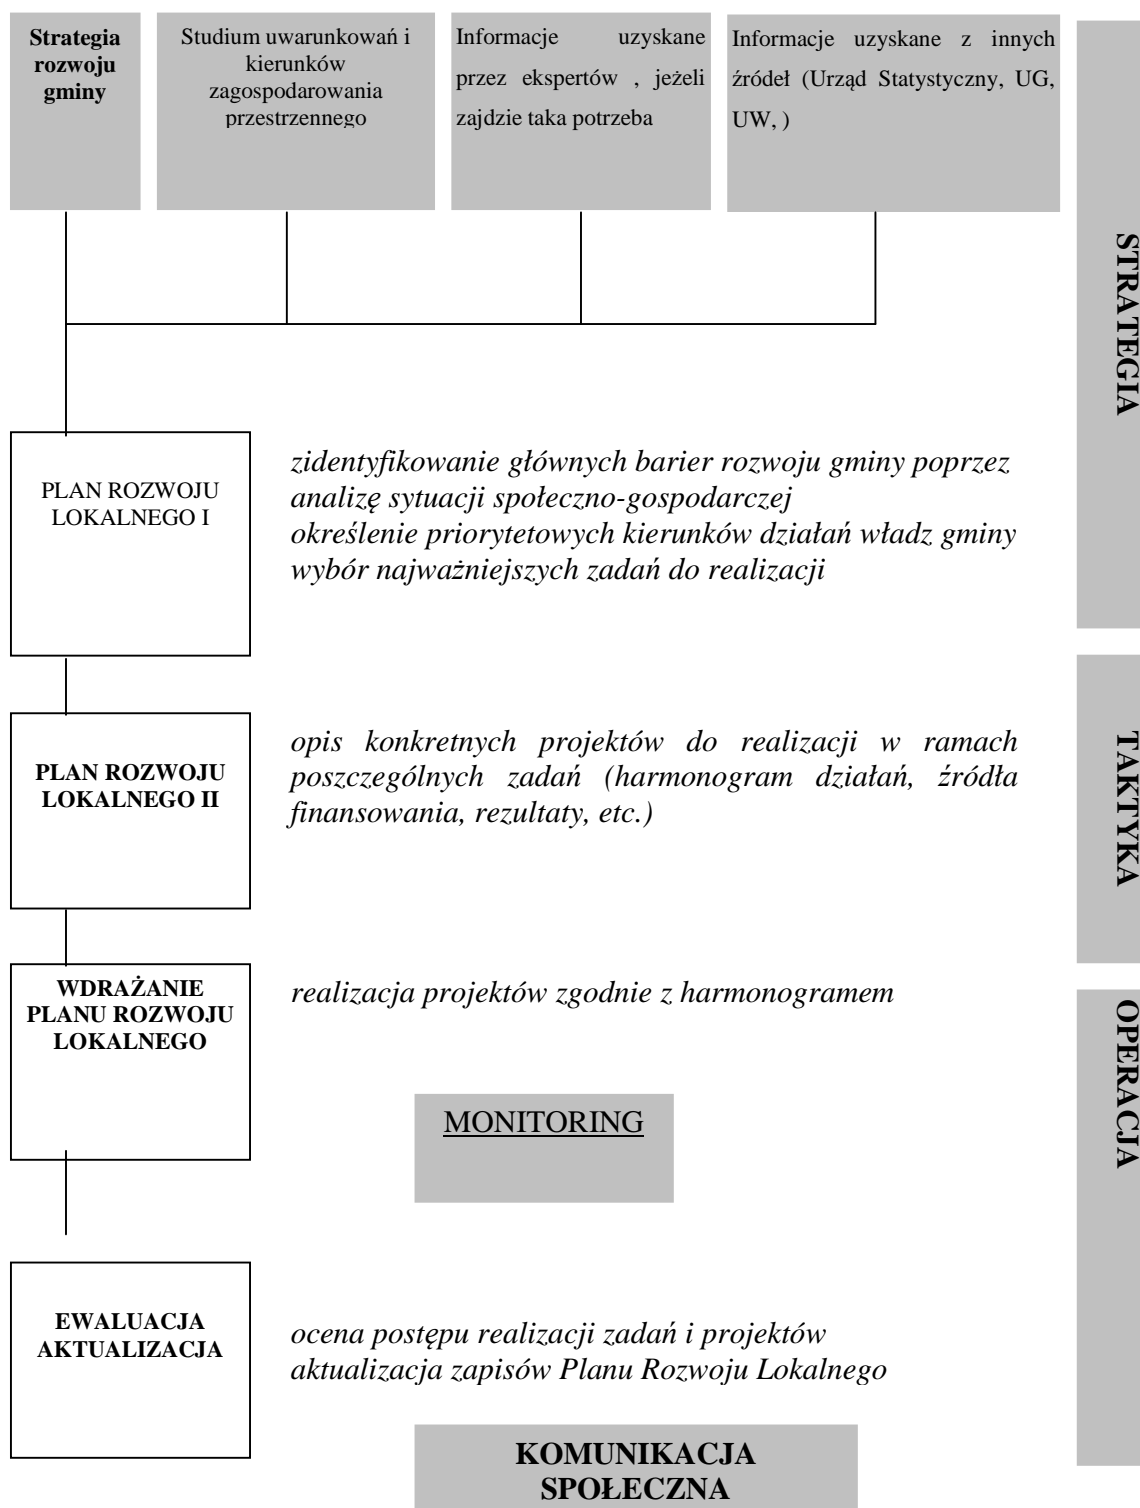 Strategia
rozwoju
gminy
Studium uwarunkowań i
kierunków
zagospodarowania
przestrzennego
Informacje uzyskane
przez ekspertów , jeżeli
zajdzie taka potrzeba
Informacje uzyskane z innych
źródeł (Urząd Statystyczny, UG,
UW, )
STRATEGIA
PLAN ROZWOJU
LOKALNEGO I
zidentyfikowanie głównych barier rozwoju gminy poprzez
analizę sytuacji społeczno-gospodarczej
określenie priorytetowych kierunków działań władz gminy
wybór najważniejszych zadań do realizacji
PLAN ROZWOJU
LOKALNEGO II
opis konkretnych projektów do realizacji w ramach
poszczególnych zadań (harmonogram działań, źródła
finansowania, rezultaty, etc.)
TAKTYKA
WDRAŻANIE
PLANU ROZWOJU
LOKALNEGO
realizacja projektów zgodnie z harmonogramem
OPERACJA
MONITORING
EWALUACJA
AKTUALIZACJA
ocena postępu realizacji zadań i projektów
aktualizacja zapisów Planu Rozwoju Lokalnego
KOMUNIKACJA
SPOŁECZNA